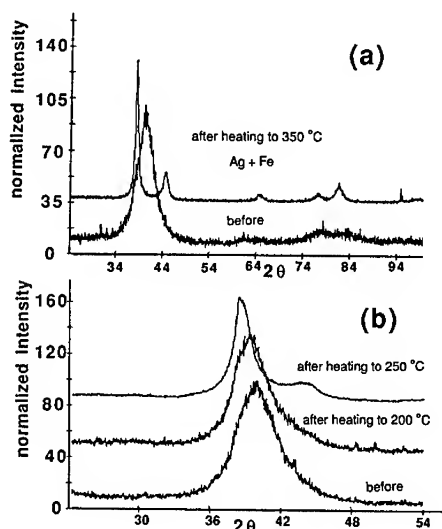 (a)
normalized Intensity
140
105
70
35
0
after heating to 350 °C
Ag + Fe
before
34 44 54 64 74 84 94
2θ
(b)
normalized Intensity
160
120
80
40
0
after heating to 250°C
after heating to 200 °C
before
30 36 42 48 54
2θ